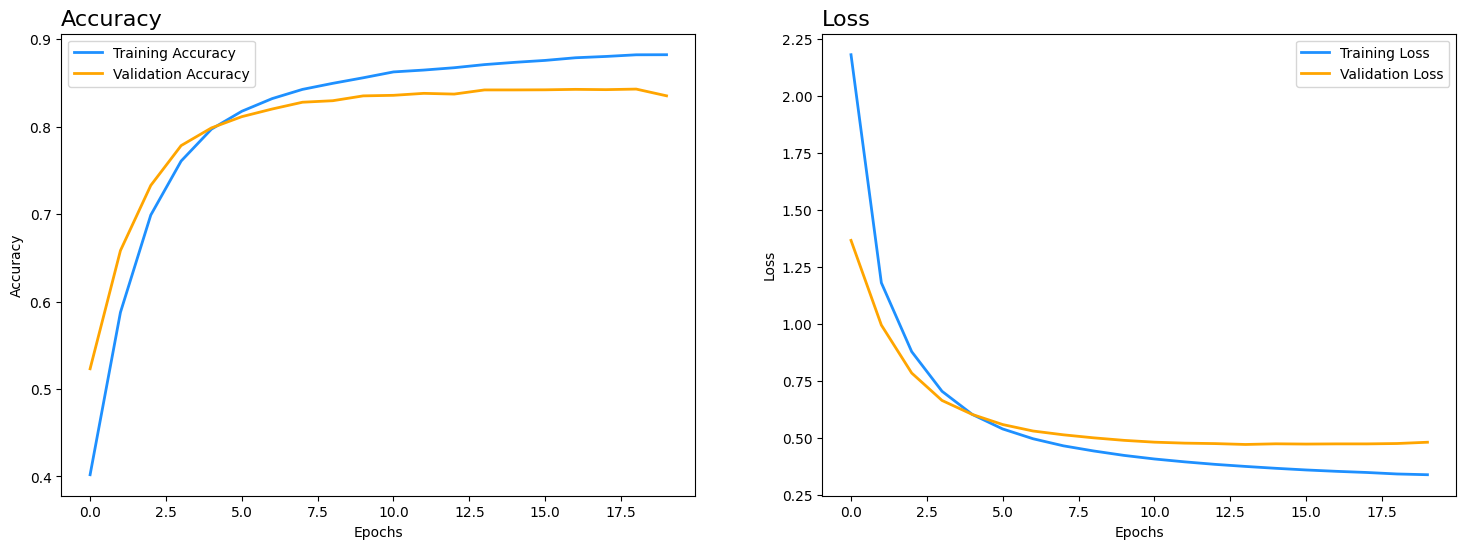 Accuracy
Training Accuracy
Validation Accuracy
0.9
0.8
0.7
0.6
0.5
0.4
Accuracy
0.0 2.5 5.0 7.5 10.0 12.5 15.0 17.5
Epochs
Loss
Training Loss
Validation Loss
2.25
2.00
1.75
1.50
1.25
1.00
0.75
0.50
0.25
Loss
0.0 2.5 5.0 7.5 10.0 12.5 15.0 17.5
Epochs